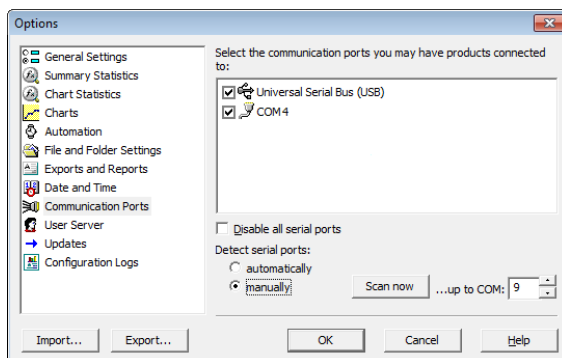 Options
General Settings
Summary Statistics
Chart Statistics
Charts
Automation
File and Folder Settings
Exports and Reports
Date and Time
Communication Ports
User Server
Updates
Configuration Logs
Select the communication ports you may have products connected
to:
Universal Serial Bus (USB)
COM4
Disable all serial ports
Detect serial ports:
automatically
manually
Scan now
...up to COM:
9
Import...
Export...
OK
Cancel
Help